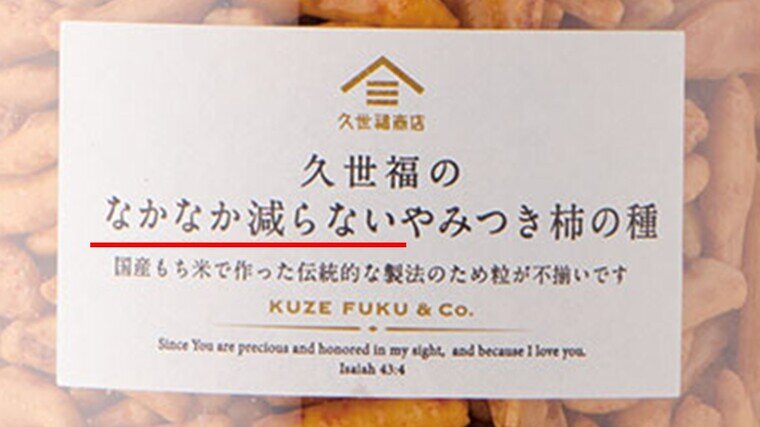 久世福商店
久世福の
なかなか減らないやみつき柿の種
国産もち米で作った伝統的な製法のため粒が不揃いです
KUZE FUKU & Co.
Since You are precious and honored in my sight, and because I love you.
Isaiah 43:4